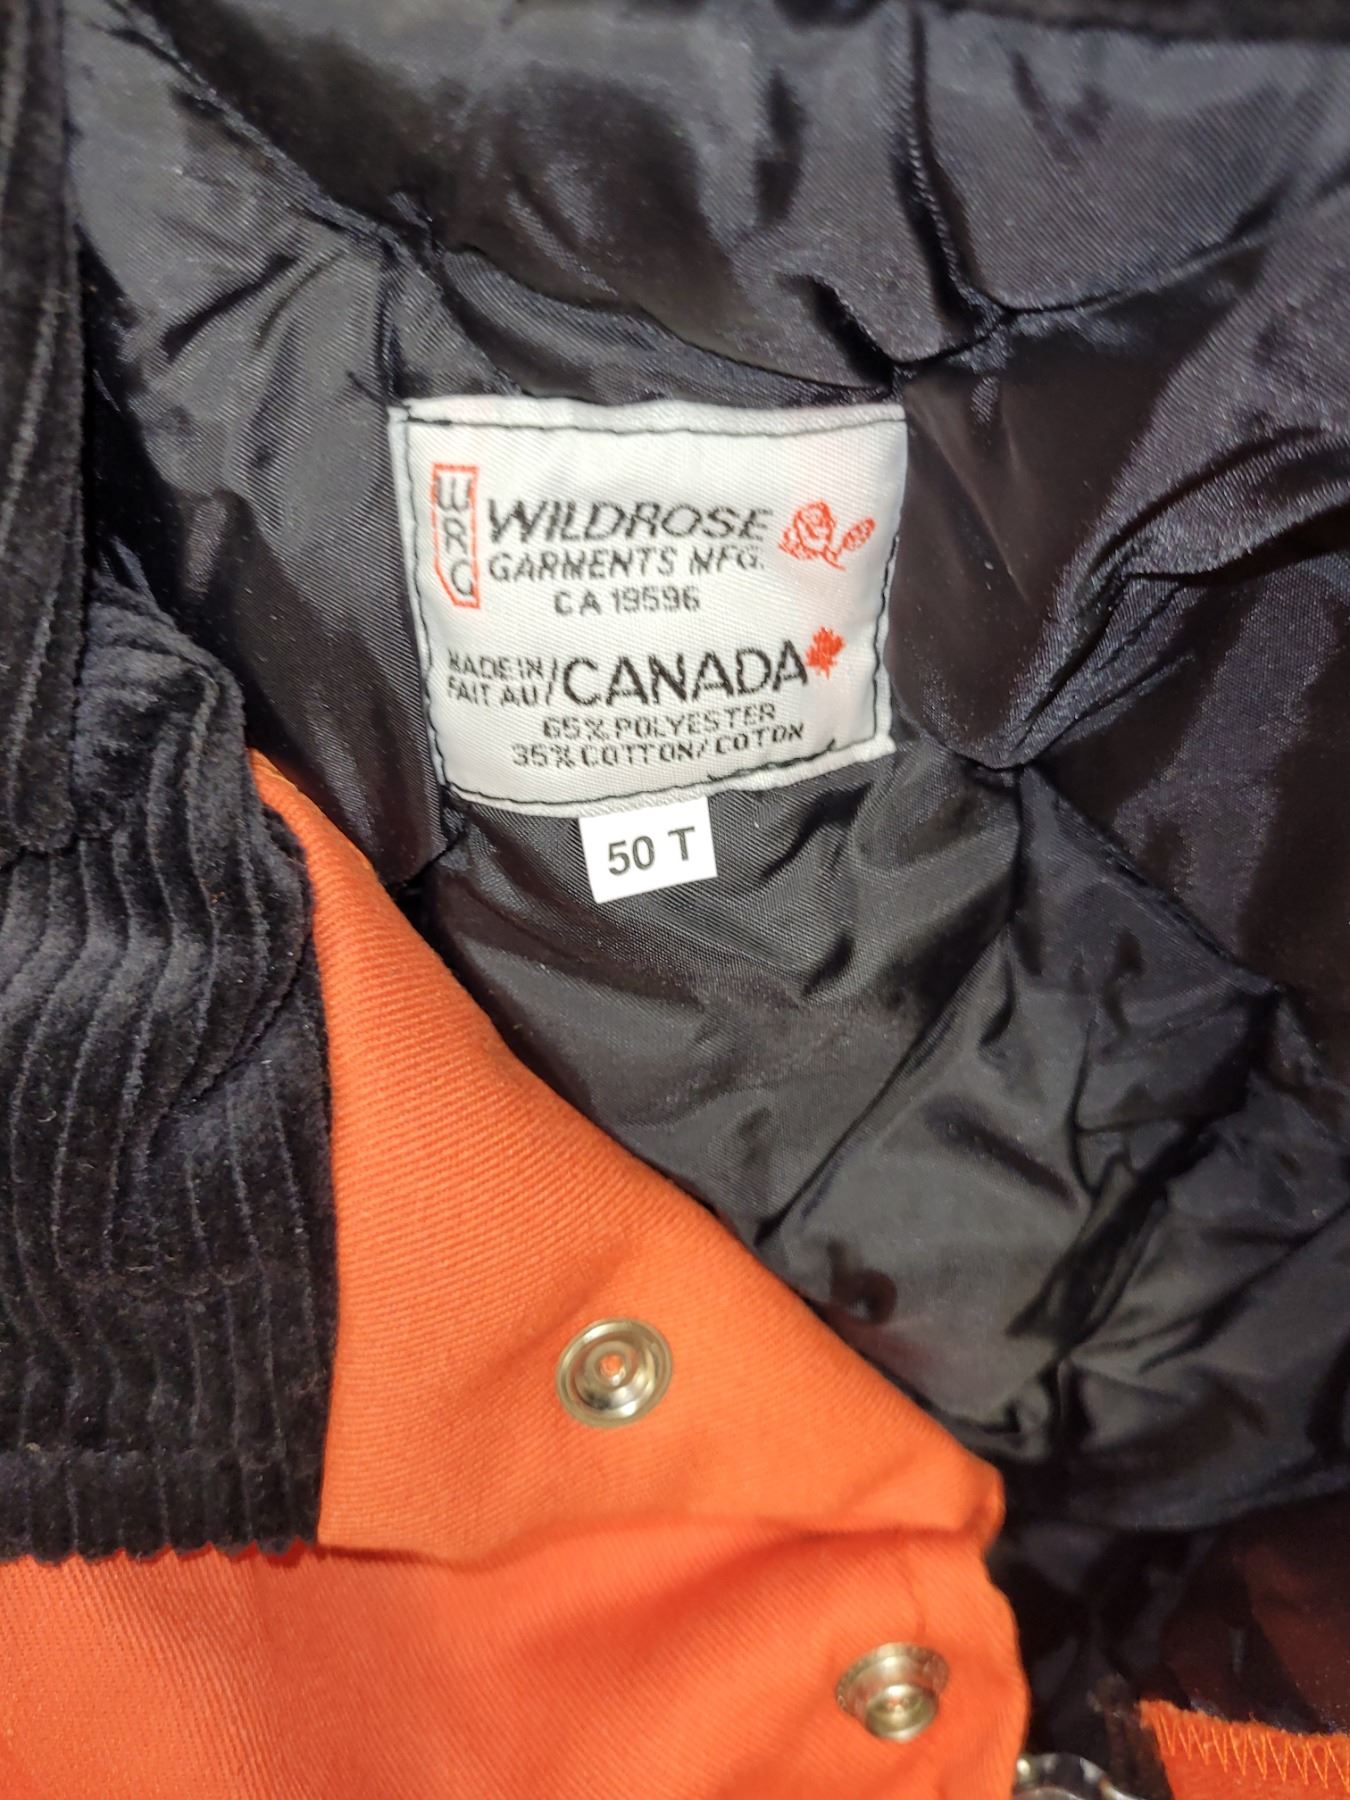 WRG
WILDROSE
GARMENTS MFG.
CA 19596
MADE IN/
FAIT AU/ CANADA
65% POLYESTER
35% COTTON/COTON
50 T